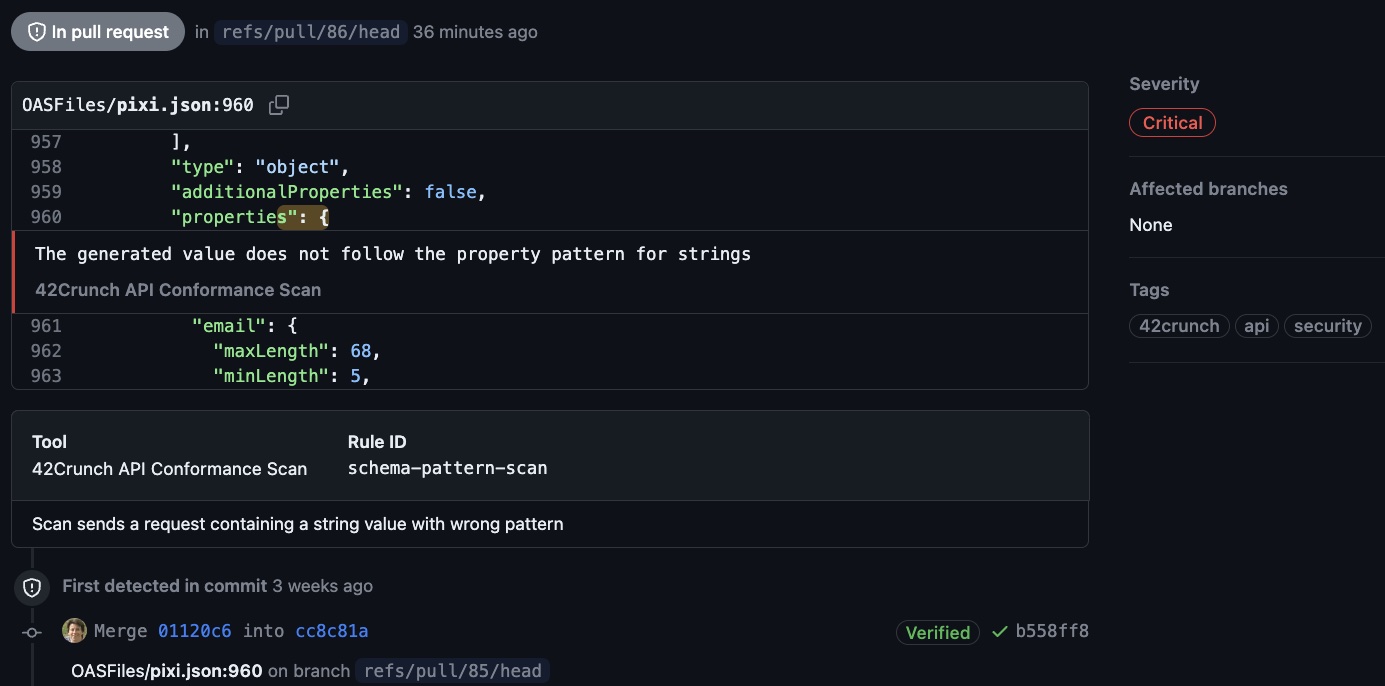 In pull request in refs/pull/86/head 36 minutes ago
OASFiles/pixi.json:960
957 ],
958 "type": "object",
959 "additionalProperties": false,
960 "properties": {
The generated value does not follow the property pattern for strings
42Crunch API Conformance Scan
961 "email": {
962 "maxLength": 68,
963 "minLength": 5,
Severity
Critical
Affected branches
None
Tags
42crunch api security
Tool Rule ID
42Crunch API Conformance Scan schema-pattern-scan
Scan sends a request containing a string value with wrong pattern
First detected in commit 3 weeks ago
Merge 01120c6 into cc8c81a Verified b558ff8
OASFiles/pixi.json:960 on branch refs/pull/85/head